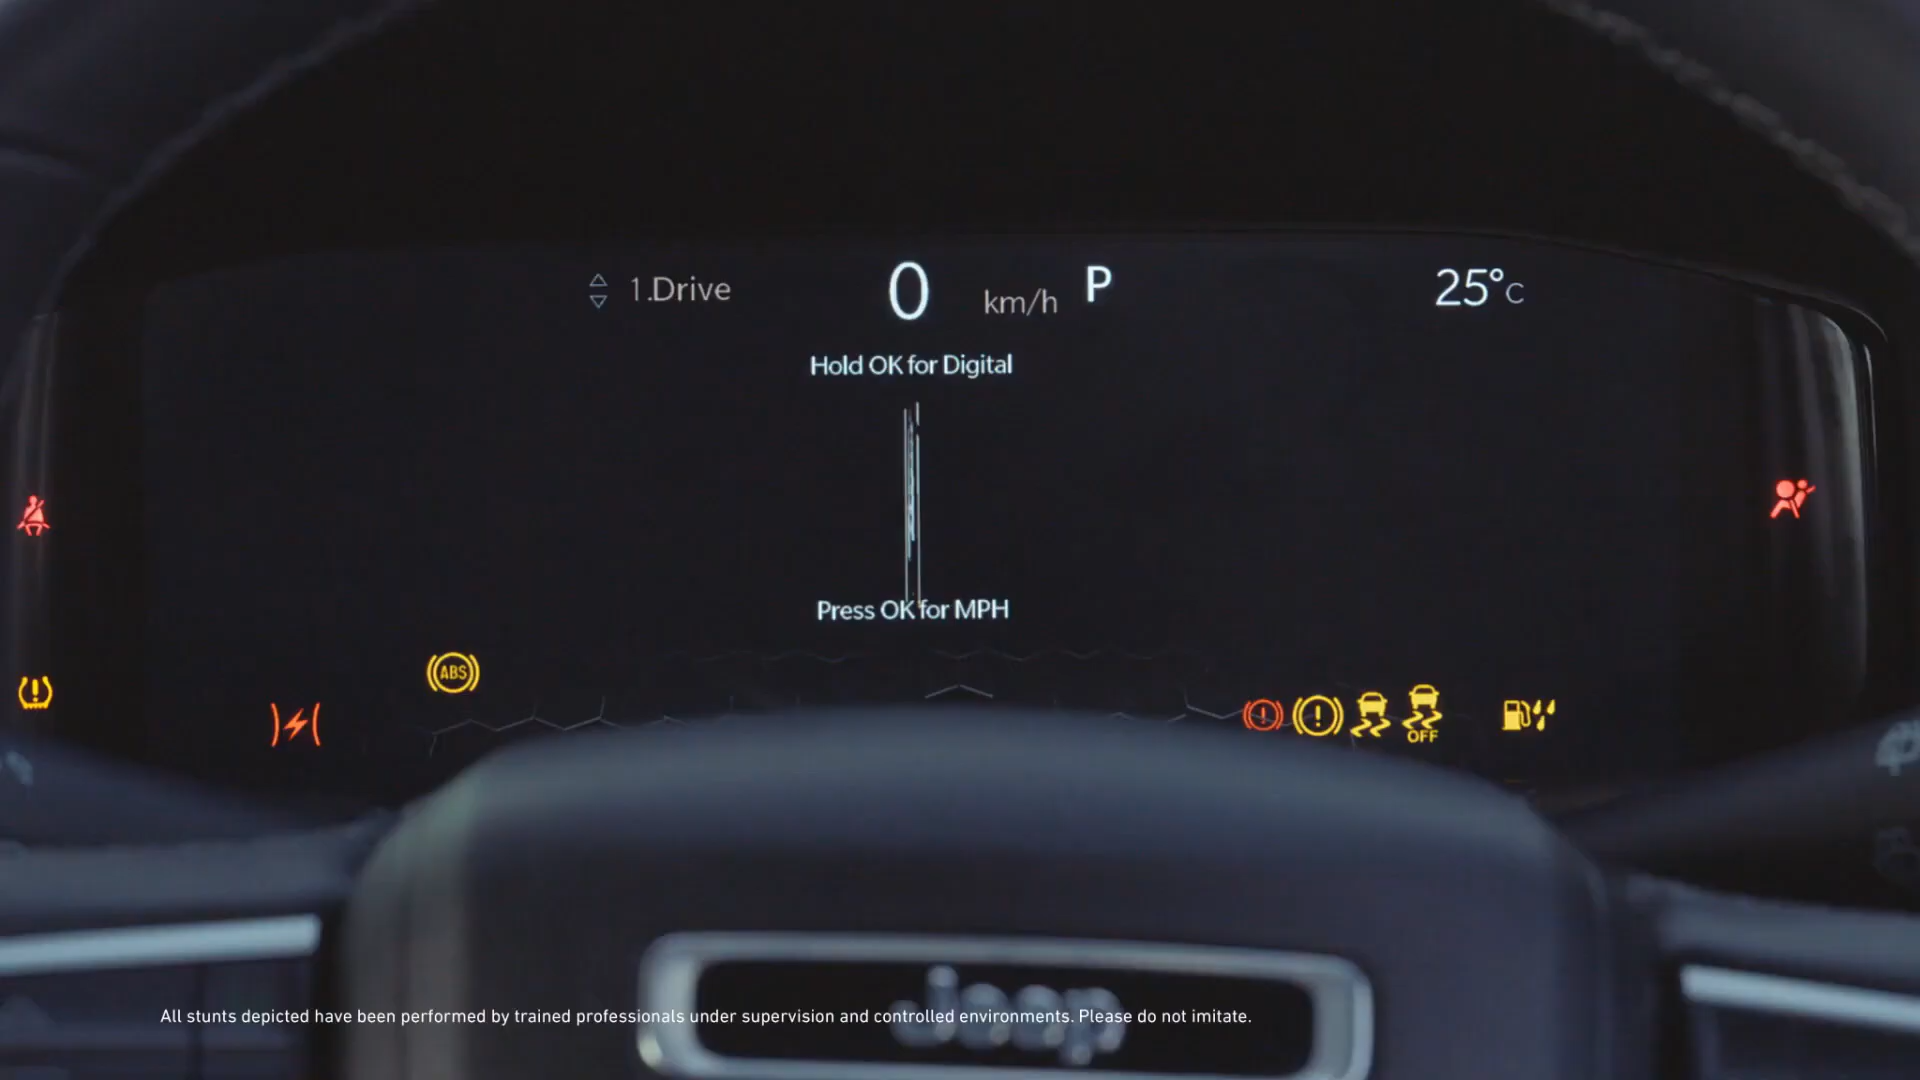 1.Drive
0 km/h
P
25°C
Hold OK for Digital
Press OK for MPH
ABS
OFF
Jeep
All stunts depicted have been performed by trained professionals under supervision and controlled environments. Please do not imitate.